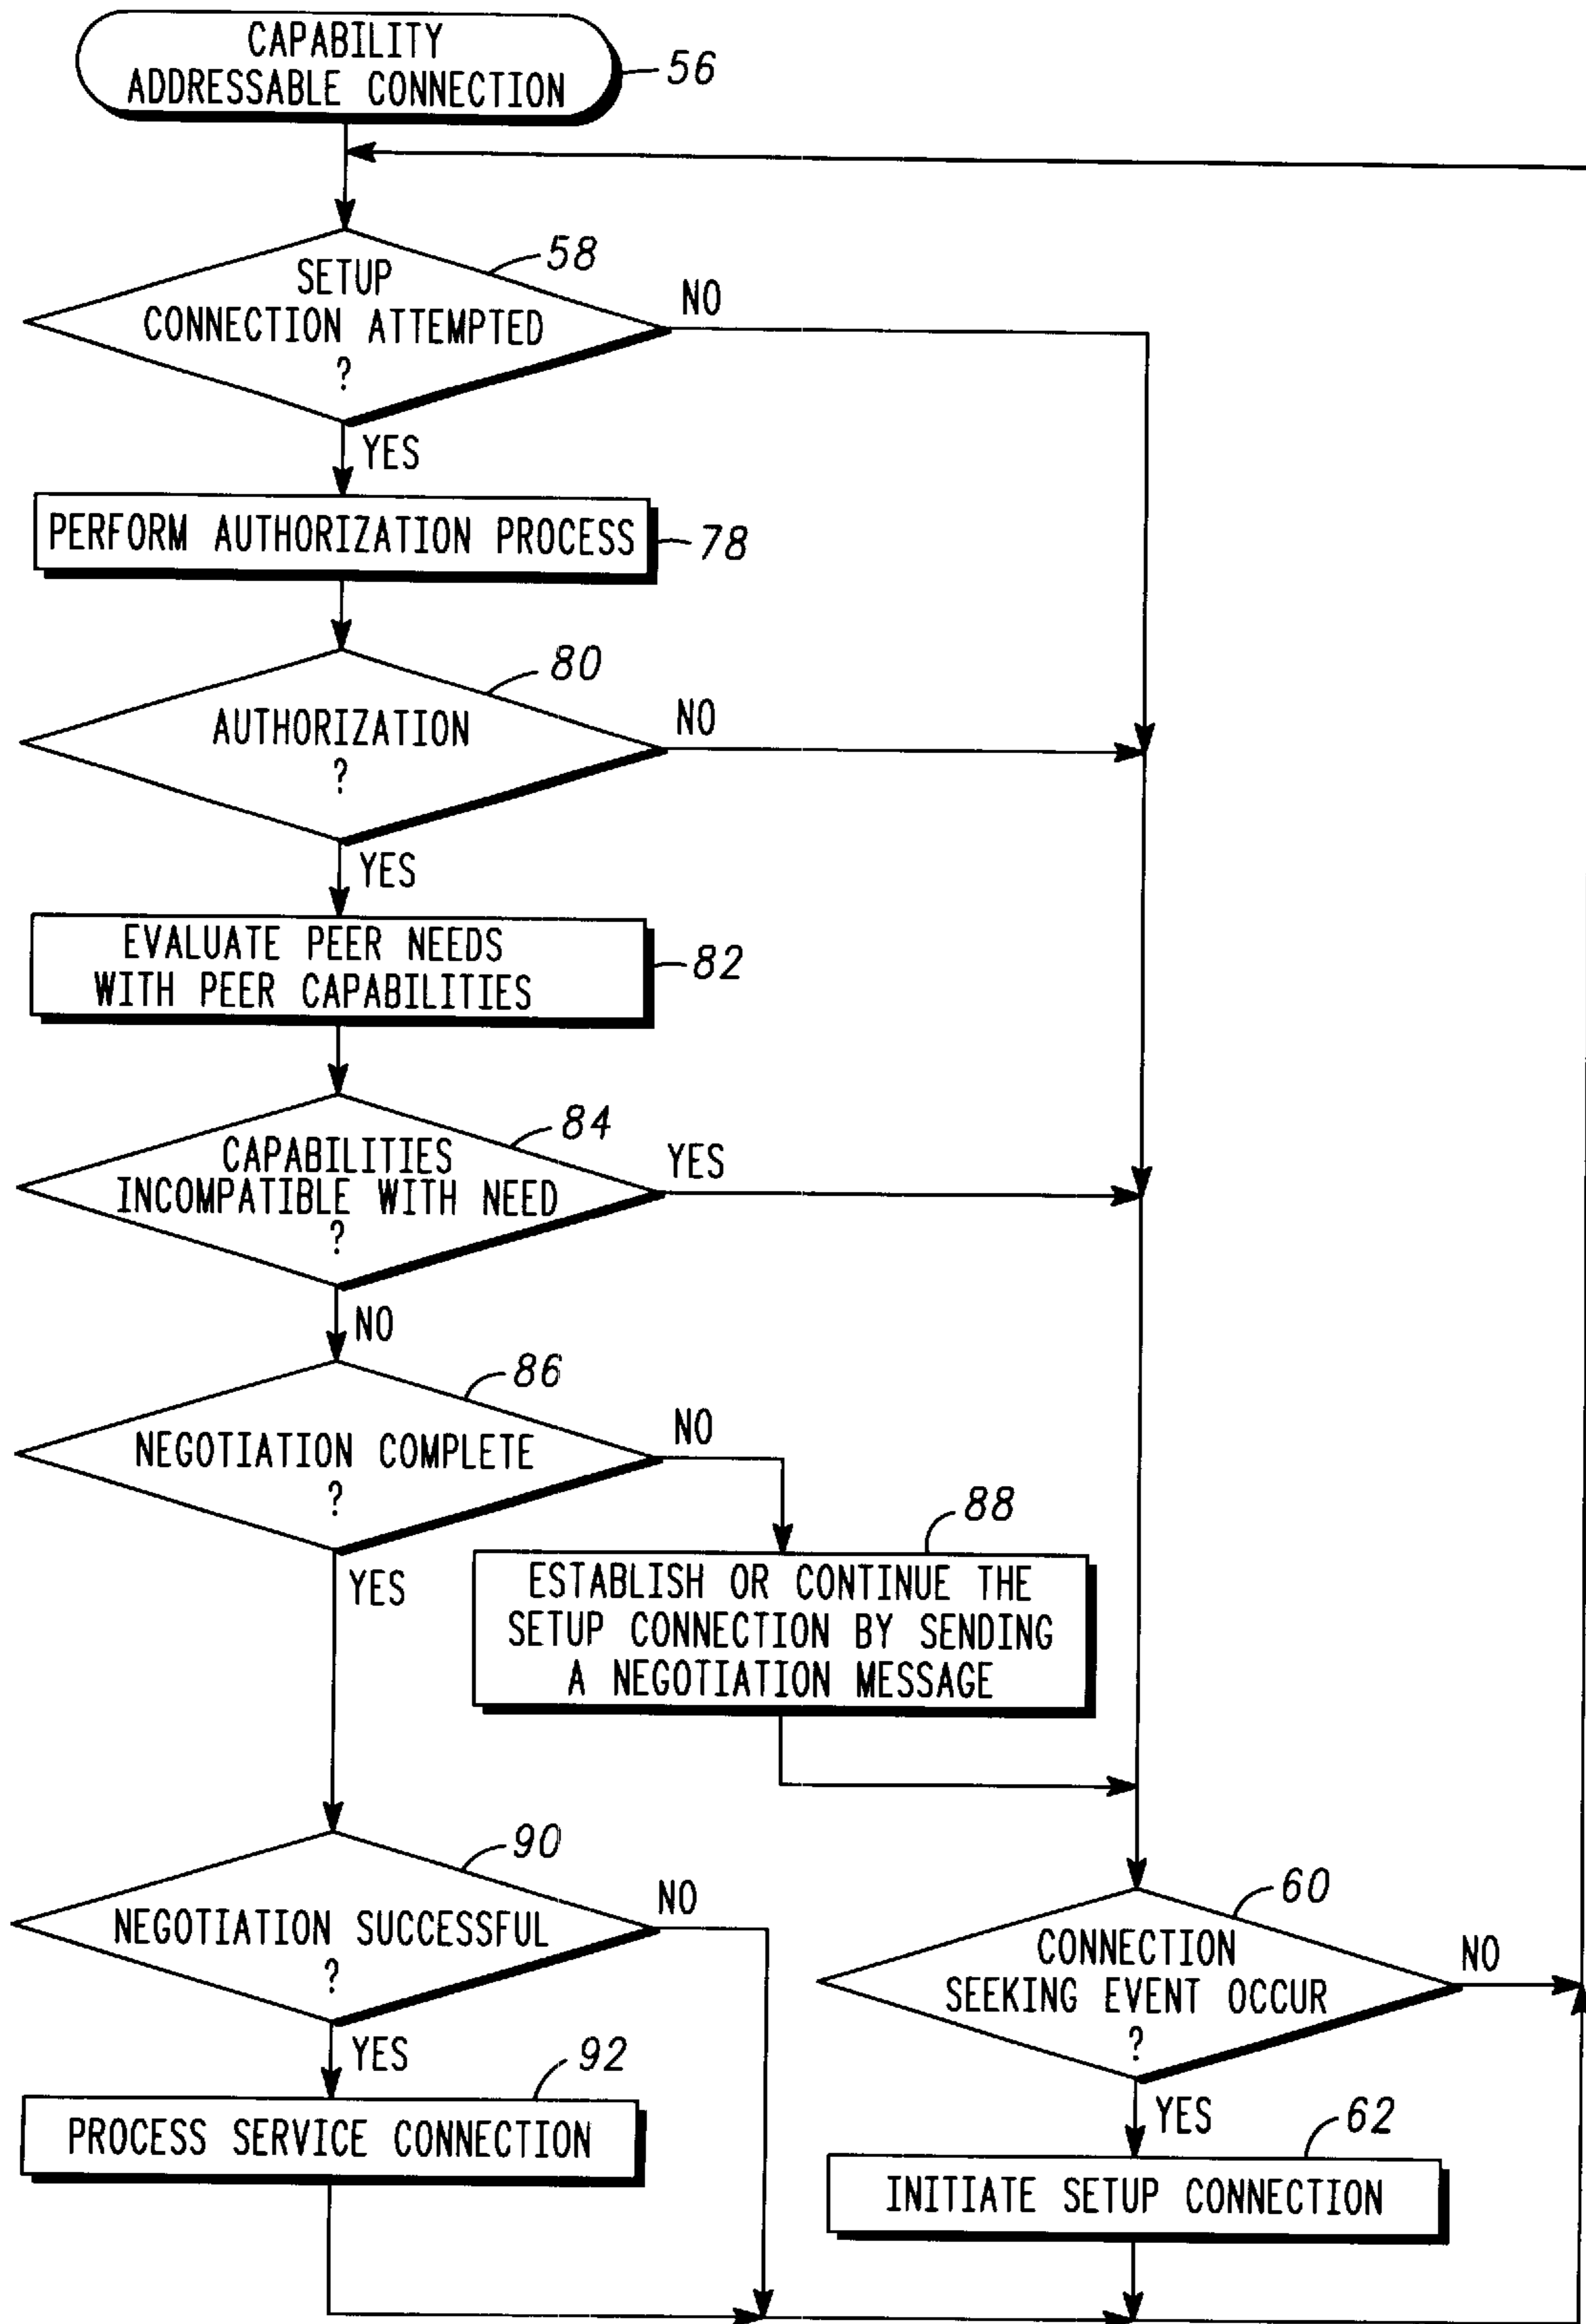 CAPABILITY
ADDRESSABLE CONNECTION
56
58
SETUP
CONNECTION ATTEMPTED
?
NO
YES
PERFORM AUTHORIZATION PROCESS
78
80
AUTHORIZATION
?
NO
YES
EVALUATE PEER NEEDS
WITH PEER CAPABILITIES
82
84
CAPABILITIES
INCOMPATIBLE WITH NEED
?
YES
NO
86
NEGOTIATION COMPLETE
?
NO
YES
88
ESTABLISH OR CONTINUE THE
SETUP CONNECTION BY SENDING
A NEGOTIATION MESSAGE
90
NEGOTIATION SUCCESSFUL
?
NO
YES
60
CONNECTION
SEEKING EVENT OCCUR
?
NO
YES
92
PROCESS SERVICE CONNECTION
62
INITIATE SETUP CONNECTION